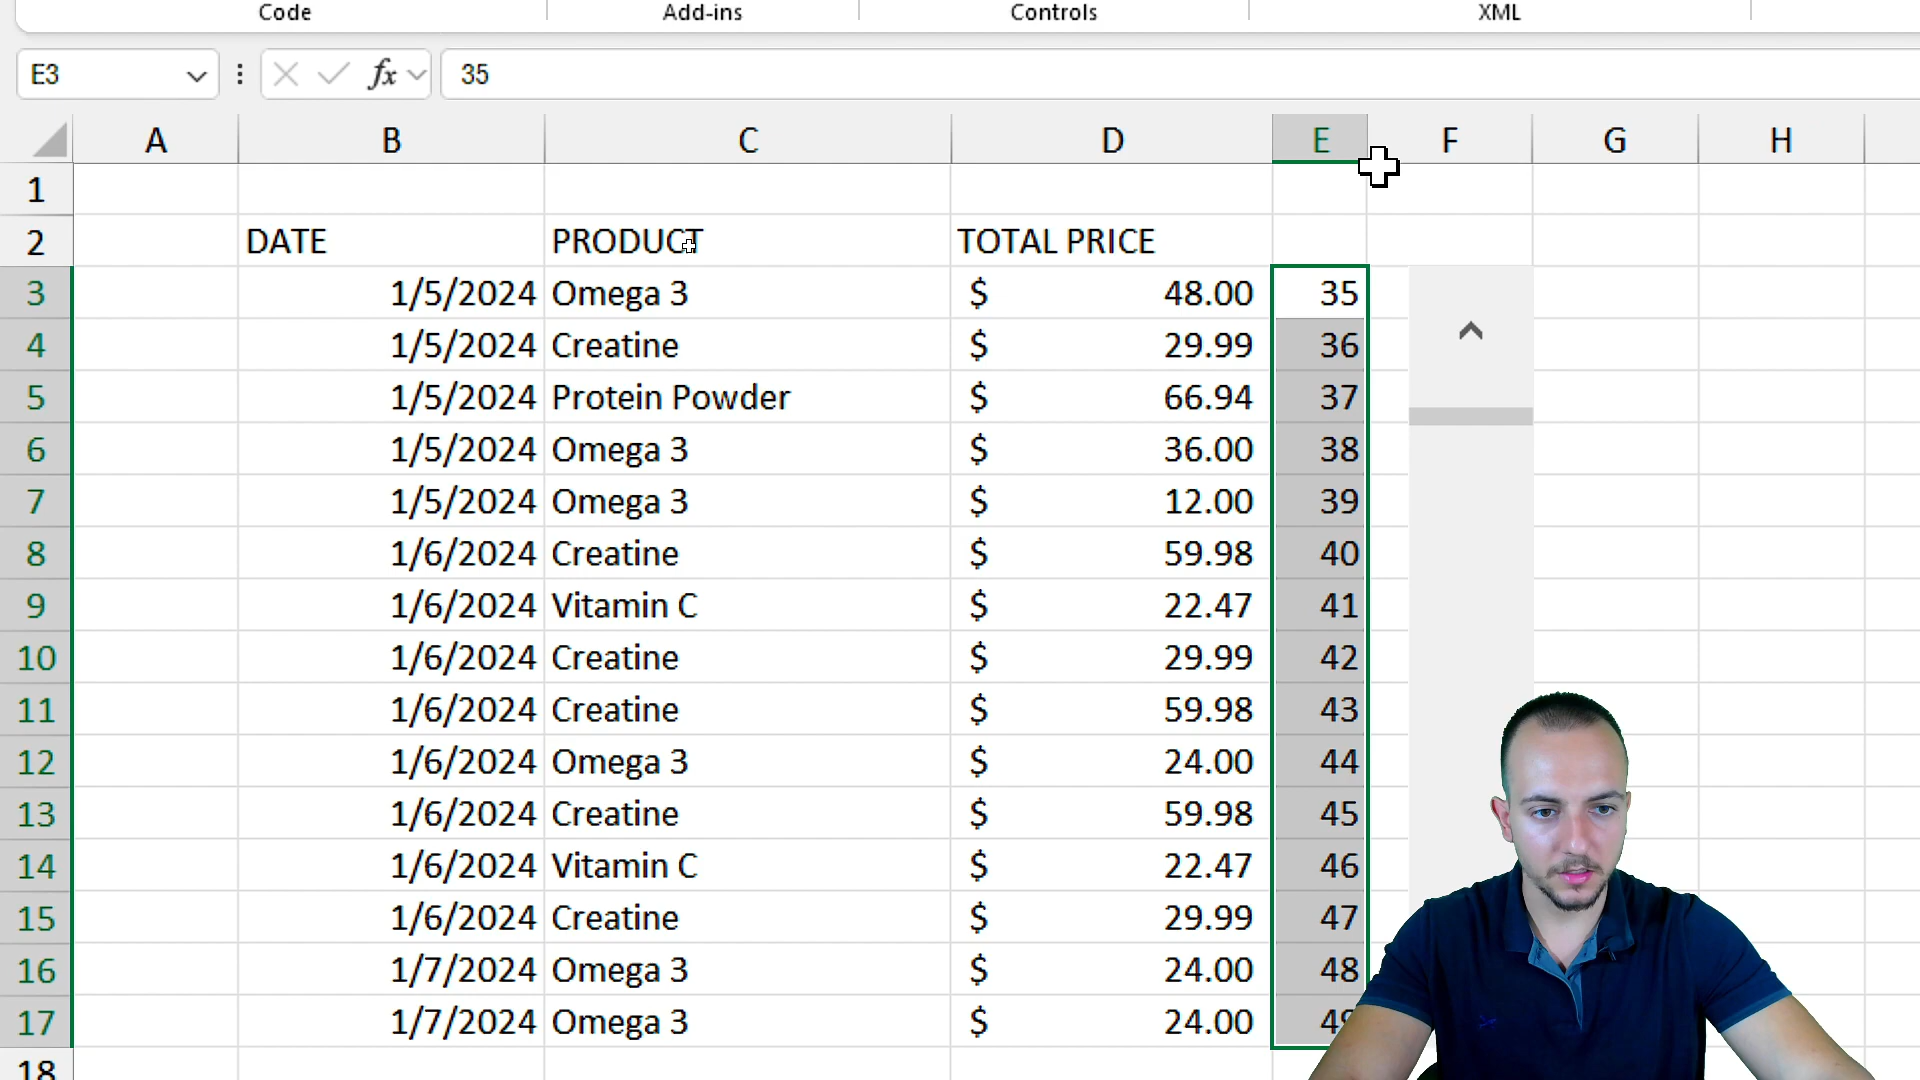 Code Add-ins Controls XML
E3 fx 35
A B C D E F G H
1
2 DATE PRODUCT TOTAL PRICE
3 1/5/2024 Omega 3 $ 48.00 35
4 1/5/2024 Creatine $ 29.99 36
5 1/5/2024 Protein Powder $ 66.94 37
6 1/5/2024 Omega 3 $ 36.00 38
7 1/5/2024 Omega 3 $ 12.00 39
8 1/6/2024 Creatine $ 59.98 40
9 1/6/2024 Vitamin C $ 22.47 41
10 1/6/2024 Creatine $ 29.99 42
11 1/6/2024 Creatine $ 59.98 43
12 1/6/2024 Omega 3 $ 24.00 44
13 1/6/2024 Creatine $ 59.98 45
14 1/6/2024 Vitamin C $ 22.47 46
15 1/6/2024 Creatine $ 29.99 47
16 1/7/2024 Omega 3 $ 24.00 48
17 1/7/2024 Omega 3 $ 24.00 49
18